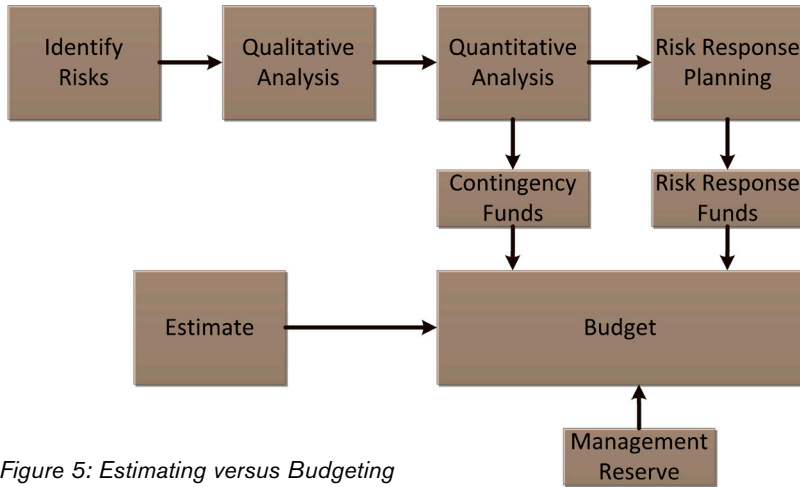 Identify
Risks
Qualitative
Analysis
Quantitative
Analysis
Risk Response
Planning
Contingency
Funds
Risk Response
Funds
Estimate
Budget
Management
Reserve
Figure 5: Estimating versus Budgeting